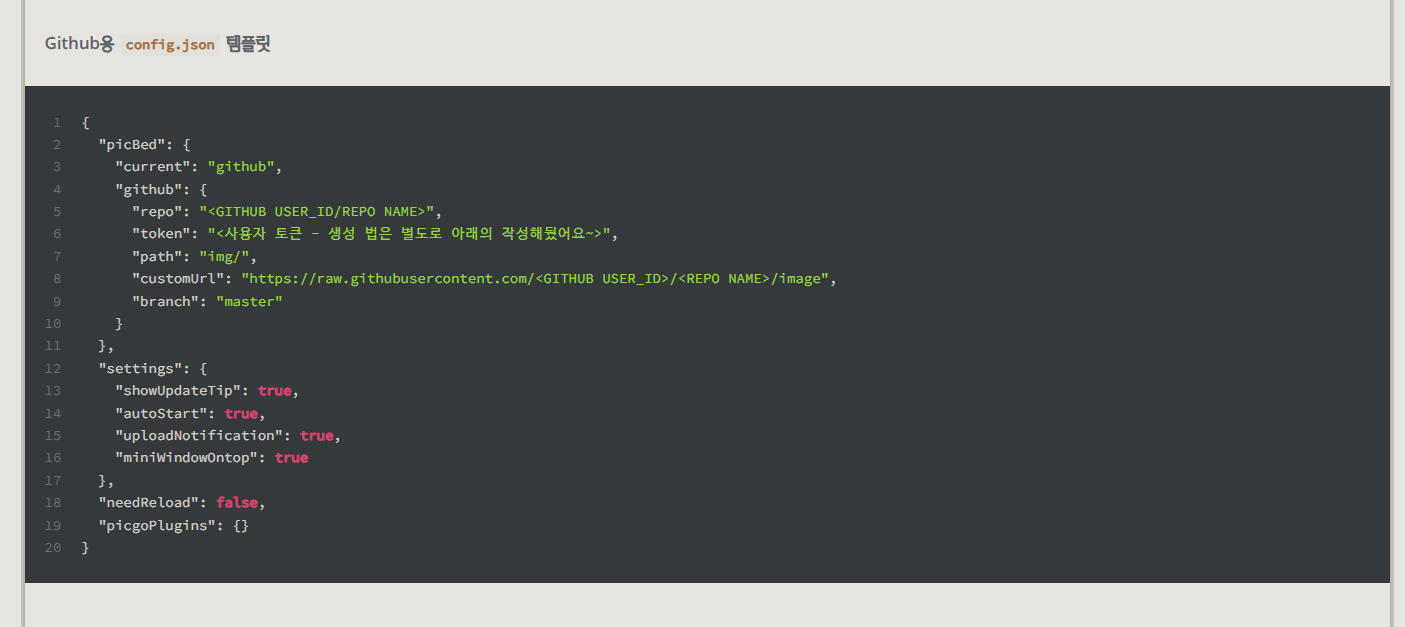 Github용 config.json 템플릿
1 {
2 "picBed": {
3 "current": "github",
4 "github": {
5 "repo": "<GITHUB USER_ID/REPO NAME>",
6 "token": "<사용자 토큰 - 생성 법은 별도로 아래의 작성해뒀어요~>",
7 "path": "img/",
8 "customUrl": "https://raw.githubusercontent.com/<GITHUB USER_ID>/<REPO NAME>/image",
9 "branch": "master"
10 }
11 },
12 "settings": {
13 "showUpdateTip": true,
14 "autoStart": true,
15 "uploadNotification": true,
16 "miniWindowOntop": true
17 },
18 "needReload": false,
19 "picgoPlugins": {}
20 }